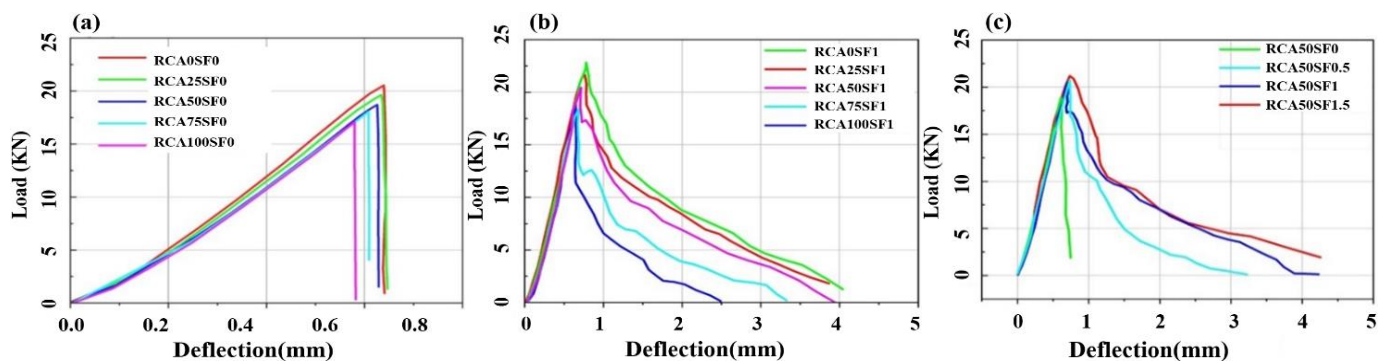 (a)
25
20
15
10
5
0
Load (KN)
RCA0SF0
RCA25SF0
RCA50SF0
RCA75SF0
RCA100SF0
0.0 0.2 0.4 0.6 0.8
Deflection(mm)
(b)
25
20
15
10
5
0
Load (KN)
RCA0SF1
RCA25SF1
RCA50SF1
RCA75SF1
RCA100SF1
0 1 2 3 4 5
Deflection(mm)
(c)
25
20
15
10
5
0
Load (KN)
RCA50SF0
RCA50SF0.5
RCA50SF1
RCA50SF1.5
0 1 2 3 4 5
Deflection(mm)